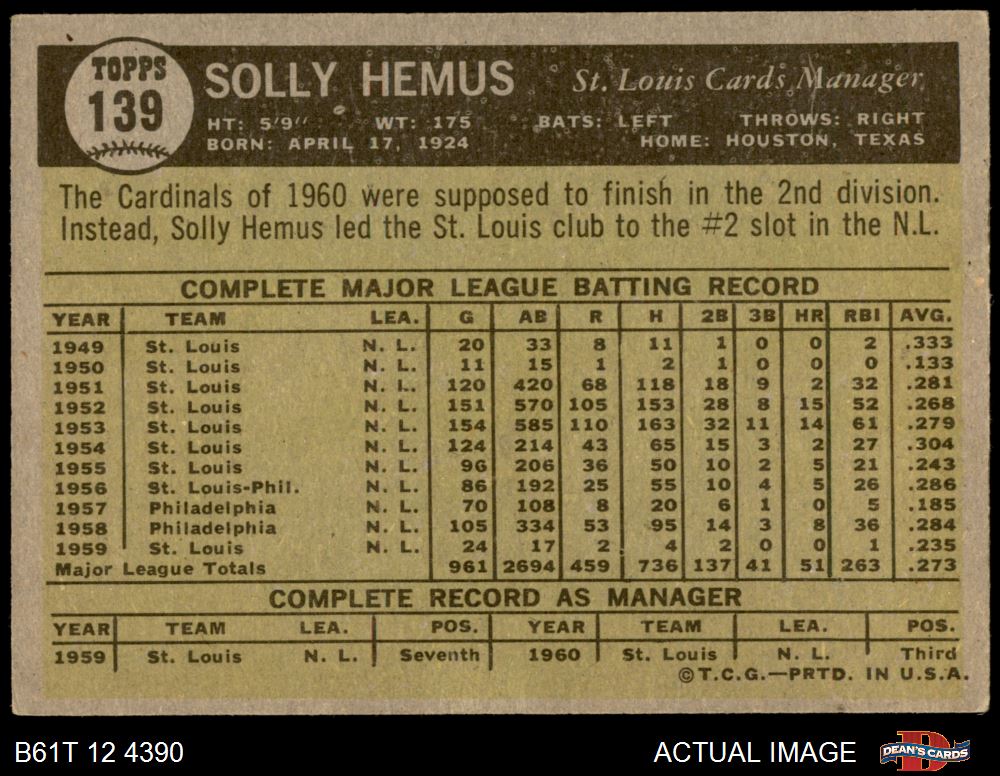 TOPPS
139
SOLLY HEMUS St. Louis Cards Manager
HT: 5'9" WT: 175 BATS: LEFT THROWS: RIGHT
BORN: APRIL 17, 1924 HOME: HOUSTON, TEXAS
The Cardinals of 1960 were supposed to finish in the 2nd division.
Instead, Solly Hemus led the St. Louis club to the #2 slot in the N.L.
COMPLETE MAJOR LEAGUE BATTING RECORD
YEAR TEAM LEA. G AB R H 2B 3B HR RBI AVG.
1949 St. Louis N. L. 20 33 8 11 1 0 0 2 .333
1950 St. Louis N. L. 11 15 1 2 1 0 0 0 .133
1951 St. Louis N. L. 120 420 68 118 18 9 2 32 .281
1952 St. Louis N. L. 151 570 105 153 28 8 15 52 .268
1953 St. Louis N. L. 154 585 110 163 32 11 14 61 .279
1954 St. Louis N. L. 124 214 43 65 15 3 2 27 .304
1955 St. Louis N. L. 96 206 36 50 10 2 5 21 .243
1956 St. Louis-Phil. N. L. 86 192 25 55 10 4 5 26 .286
1957 Philadelphia N. L. 70 108 8 20 6 1 0 5 .185
1958 Philadelphia N. L. 105 334 53 95 14 3 8 36 .284
1959 St. Louis N. L. 24 17 2 4 2 0 0 1 .235
Major League Totals 961 2694 459 736 137 41 51 263 .273
COMPLETE RECORD AS MANAGER
YEAR TEAM LEA. POS. YEAR TEAM LEA. POS.
1959 St. Louis N. L. Seventh 1960 St. Louis N. L. Third
©T.C.G.—PRTD. IN U.S.A.
B61T 12 4390 ACTUAL IMAGE DEAN'S CARDS